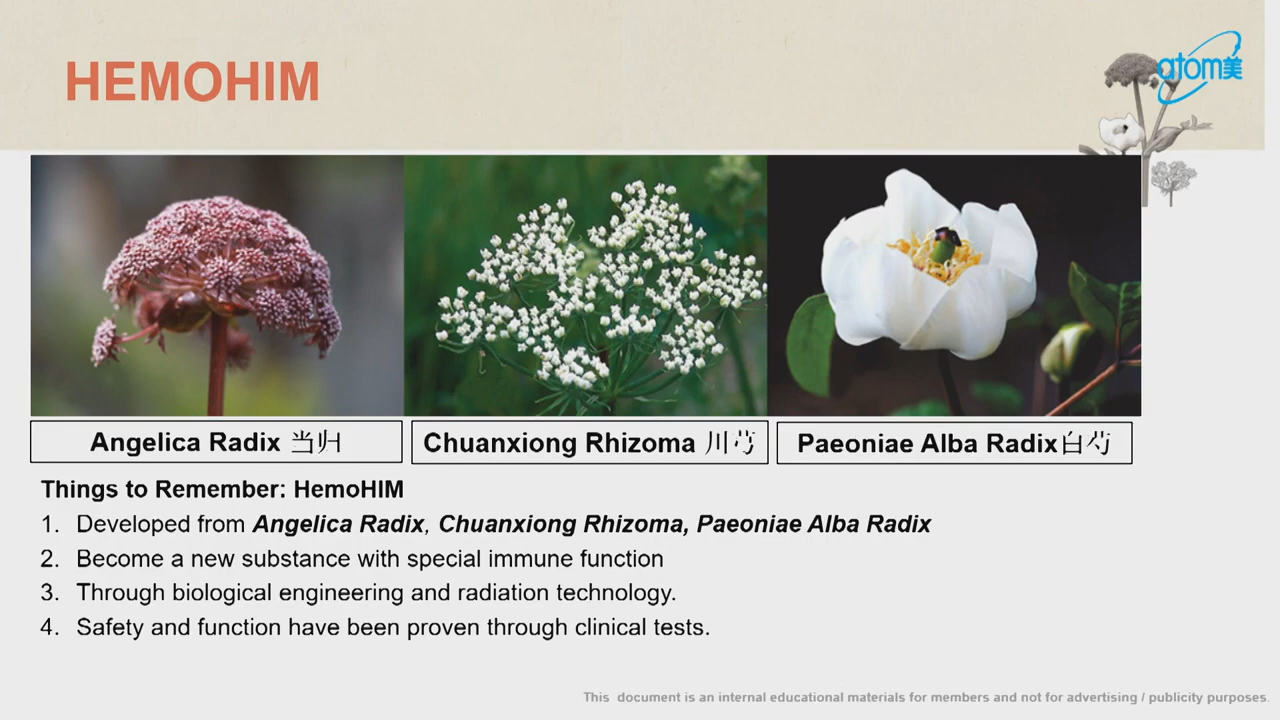 HEMOHIM
atom美
Angelica Radix 当归
Chuanxiong Rhizoma 川芎
Paeoniae Alba Radix白芍
Things to Remember: HemoHIM
1. Developed from Angelica Radix, Chuanxiong Rhizoma, Paeoniae Alba Radix
2. Become a new substance with special immune function
3. Through biological engineering and radiation technology.
4. Safety and function have been proven through clinical tests.
This document is an internal educational materials for members and not for advertising / publicity purposes.